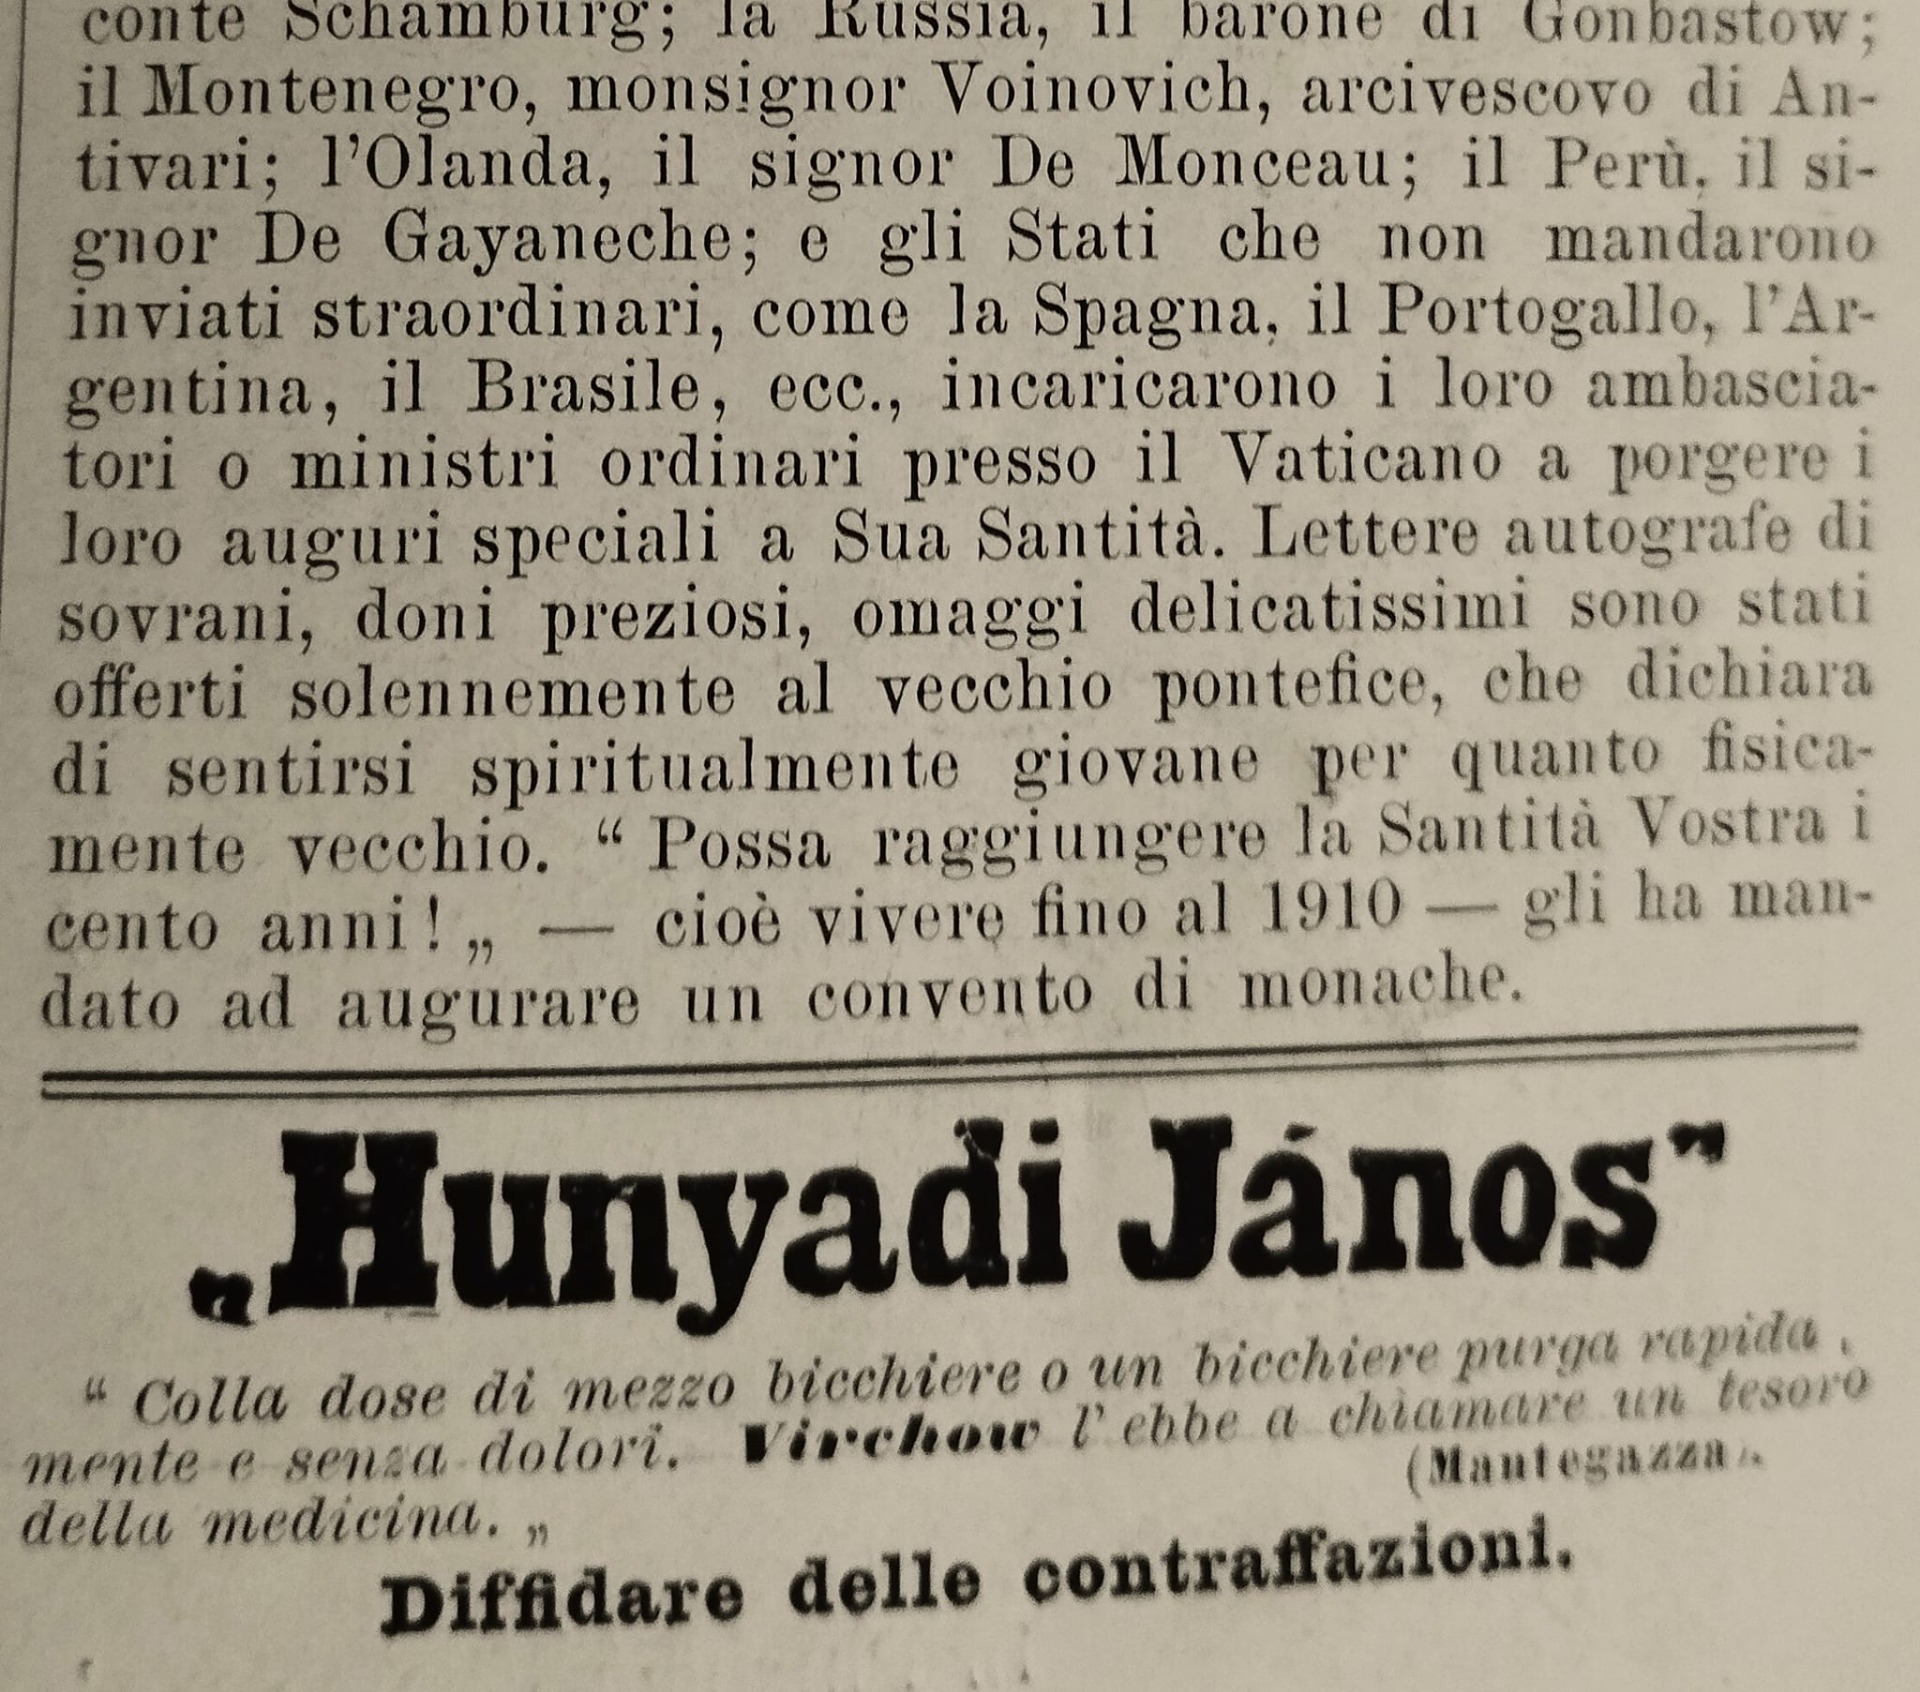 conte Schamburg; la Russia, il barone di Gonbastow;
il Montenegro, monsignor Voinovich, arcivescovo di An-
tivari; l'Olanda, il signor De Monceau; il Perù, il si-
gnor De Gayaneche; e gli Stati che non mandarono
inviati straordinari, come la Spagna, il Portogallo, l'Ar-
gentina, il Brasile, ecc., incaricarono i loro ambascia-
tori o ministri ordinari presso il Vaticano a porgere i
loro auguri speciali a Sua Santità. Lettere autografe di
sovrani, doni preziosi, omaggi delicatissimi sono stati
offerti solennemente al vecchio pontefice, che dichiara
di sentirsi spiritualmente giovane per quanto fisica-
mente vecchio. “ Possa raggiungere la Santità Vostra i
cento anni! „ — cioè vivere fino al 1910 — gli ha man-
dato ad augurare un convento di monache.
„Hunyadi János”
“ Colla dose di mezzo bicchiere o un bicchiere purga rapida .
mente e senza dolori. Virchow l' ebbe a chiamare un tesoro
della medicina. „ (Mantegazza).
Diffidare delle contraffazioni.